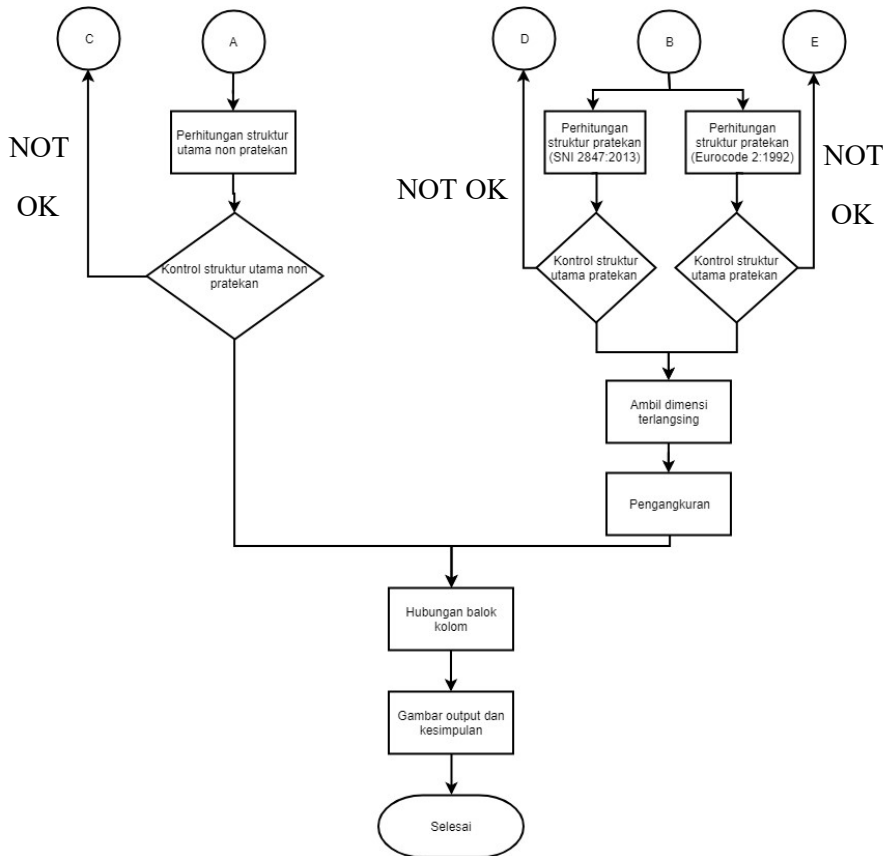 C
A
D
B
E
Perhitungan struktur
utama non pratekan
Perhitungan
struktur pratekan
(SNI 2847:2013)
Perhitungan
struktur pratekan
(Eurocode 2:1992)
NOT
OK
NOT OK
NOT
OK
Kontrol struktur utama non
pratekan
Kontrol struktur
utama pratekan
Kontrol struktur
utama pratekan
Ambil dimensi
terlangsing
Pengangkuran
Hubungan balok
kolom
Gambar output dan
kesimpulan
Selesai